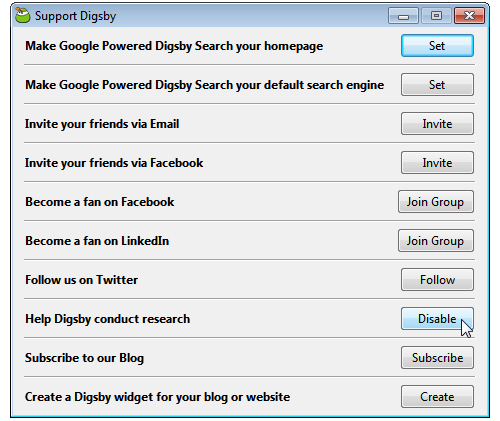 Support Digsby
Make Google Powered Digsby Search your homepage Set
Make Google Powered Digsby Search your default search engine Set
Invite your friends via Email Invite
Invite your friends via Facebook Invite
Become a fan on Facebook Join Group
Become a fan on LinkedIn Join Group
Follow us on Twitter Follow
Help Digsby conduct research Disable
Subscribe to our Blog Subscribe
Create a Digsby widget for your blog or website Create